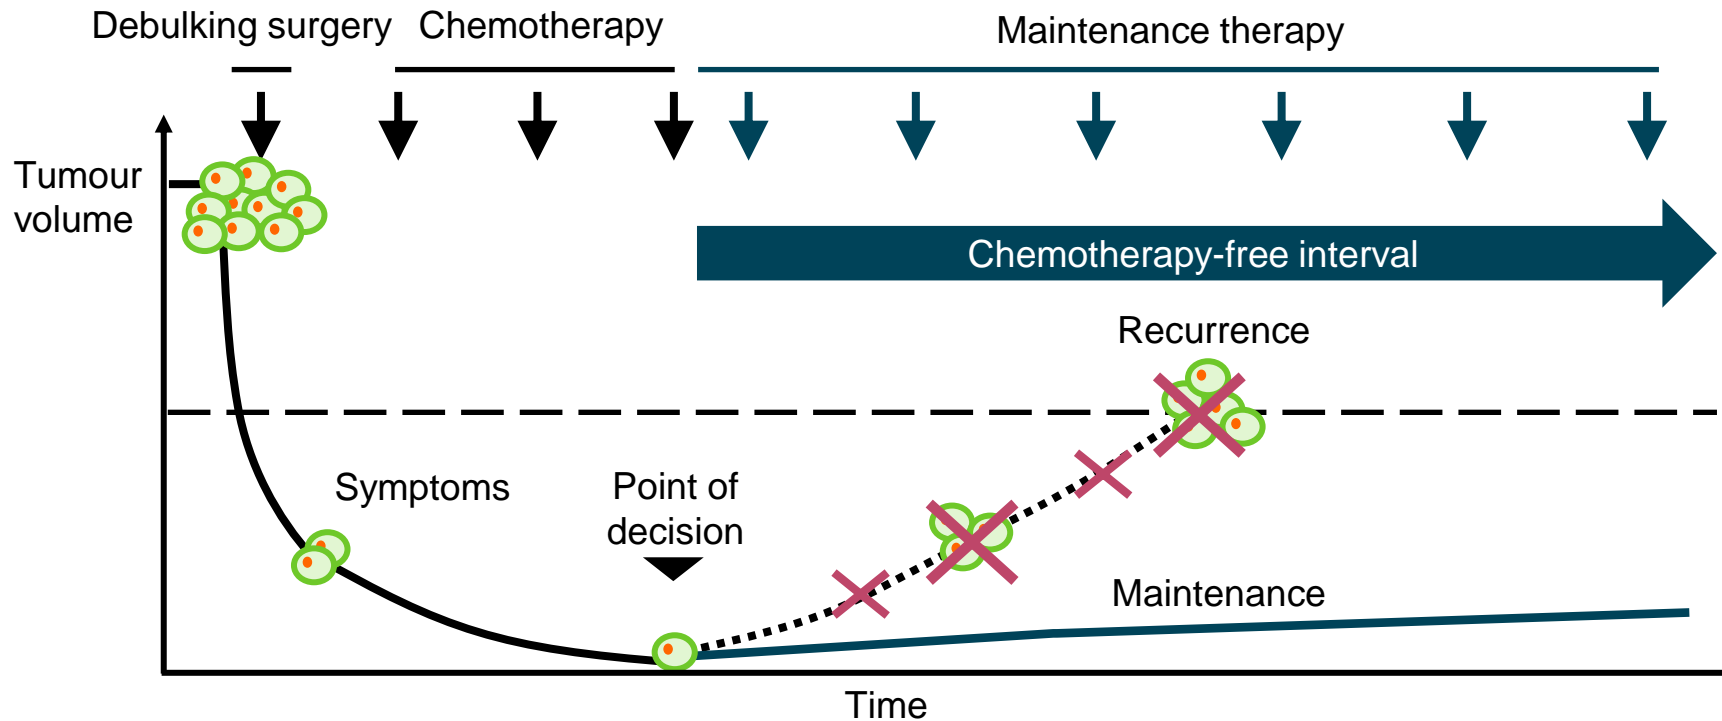 Debulking surgery
Chemotherapy
Maintenance therapy
Tumour
volume
Chemotherapy-free interval
Recurrence
Symptoms
Point of
decision
Maintenance
Time